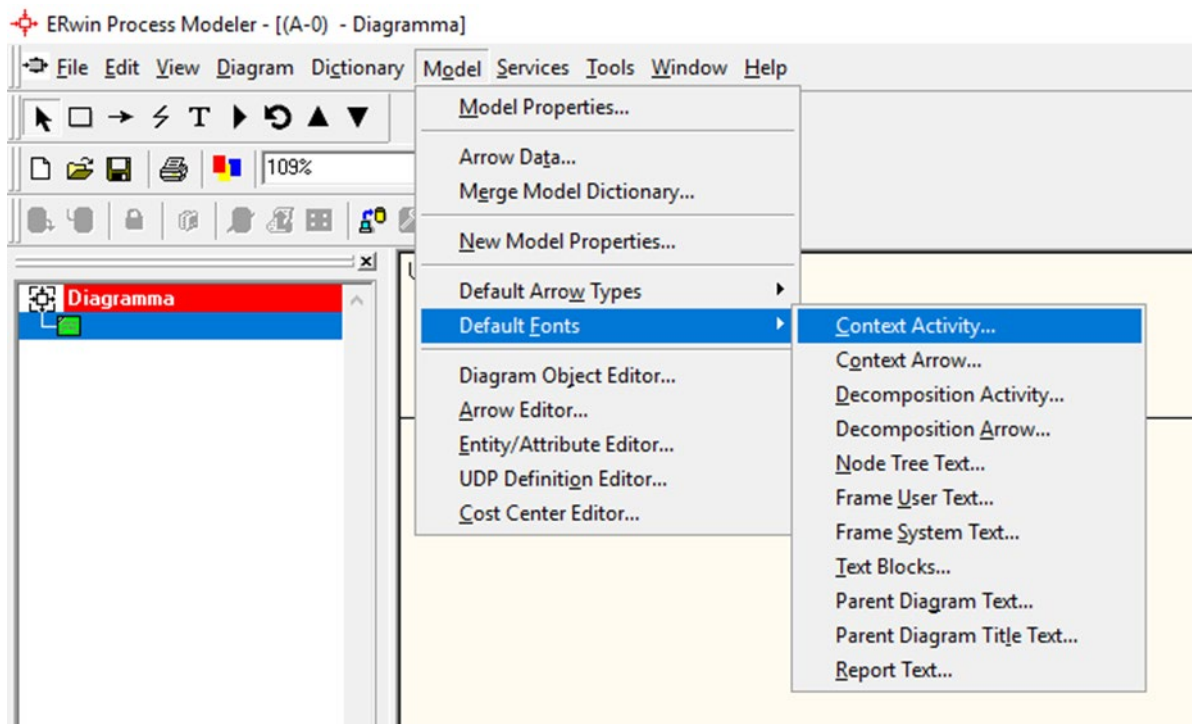 ERwin Process Modeler - [(A-0) - Diagramma]
File Edit View Diagram Dictionary Model Services Tools Window Help
T
109%
Model Properties...
Arrow Data...
Merge Model Dictionary...
New Model Properties...
Default Arrow Types
Default Fonts
Diagram Object Editor...
Arrow Editor...
Entity/Attribute Editor...
UDP Definition Editor...
Cost Center Editor...
Diagramma
Context Activity...
Context Arrow...
Decomposition Activity...
Decomposition Arrow...
Node Tree Text...
Frame User Text...
Frame System Text...
Text Blocks...
Parent Diagram Text...
Parent Diagram Title Text...
Report Text...